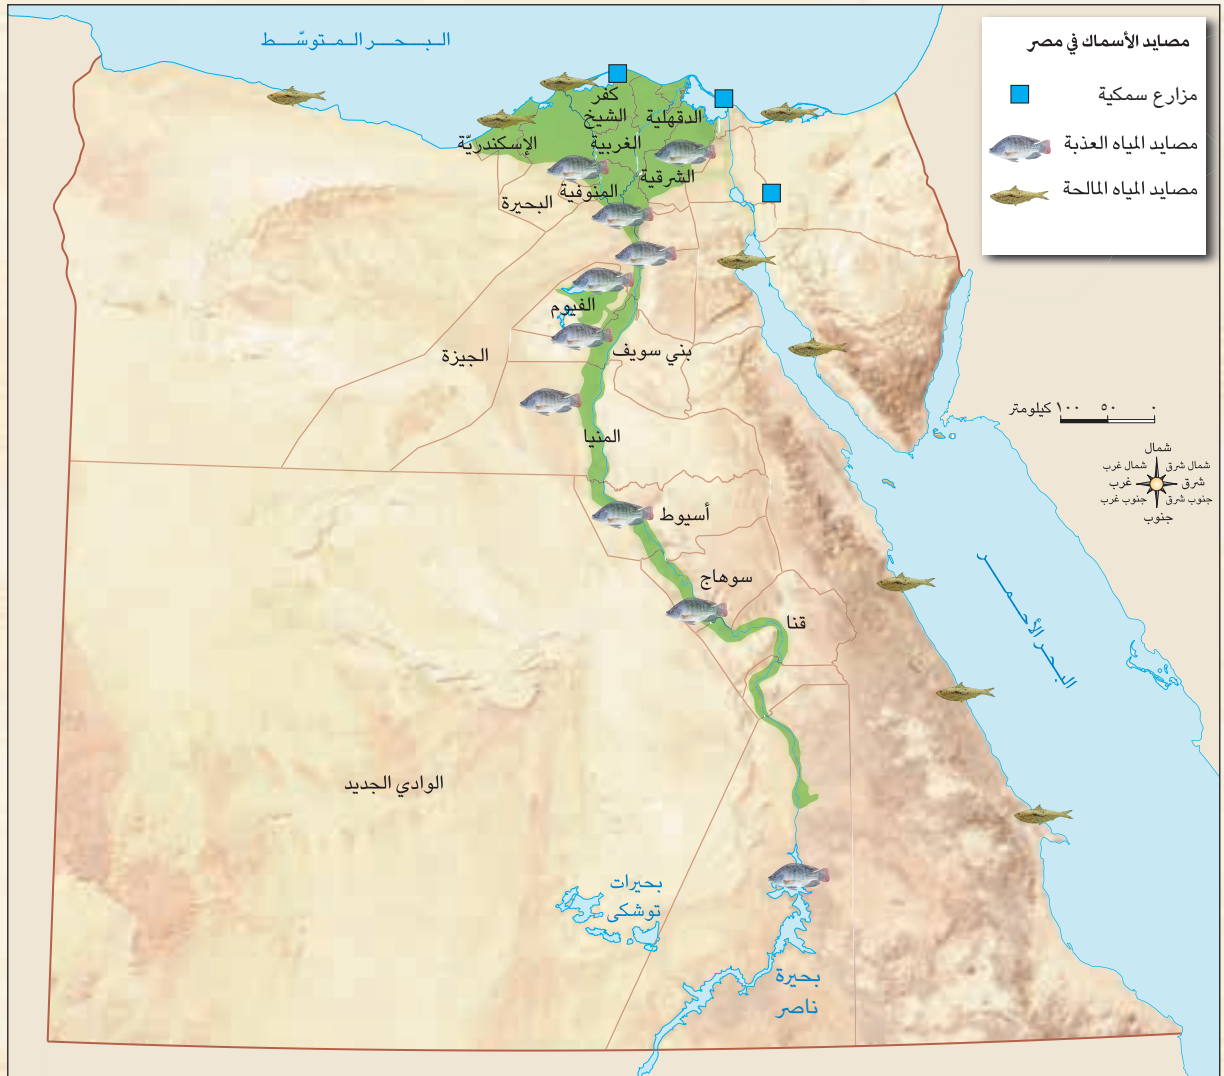 البحر المتوسّط
مصايد الأسماك في مصر
مزارع سمكية
مصايد المياه العذبة
مصايد المياه المالحة
كفر
الشيخ
الدقهلية
الإسكندريّة
الغربية
الشرقية
المنوفية
البحيرة
الفيوم
بني سويف
الجيزة
المنيا
أسيوط
سوهاج
قنا
الوادي الجديد
بحيرات
توشكى
بحيرة
ناصر
البحر الأحمر
٠ ٥٠ ١٠٠ كيلومتر
شمال
شمال شرق شمال غرب
شرق غرب
جنوب شرق جنوب غرب
جنوب